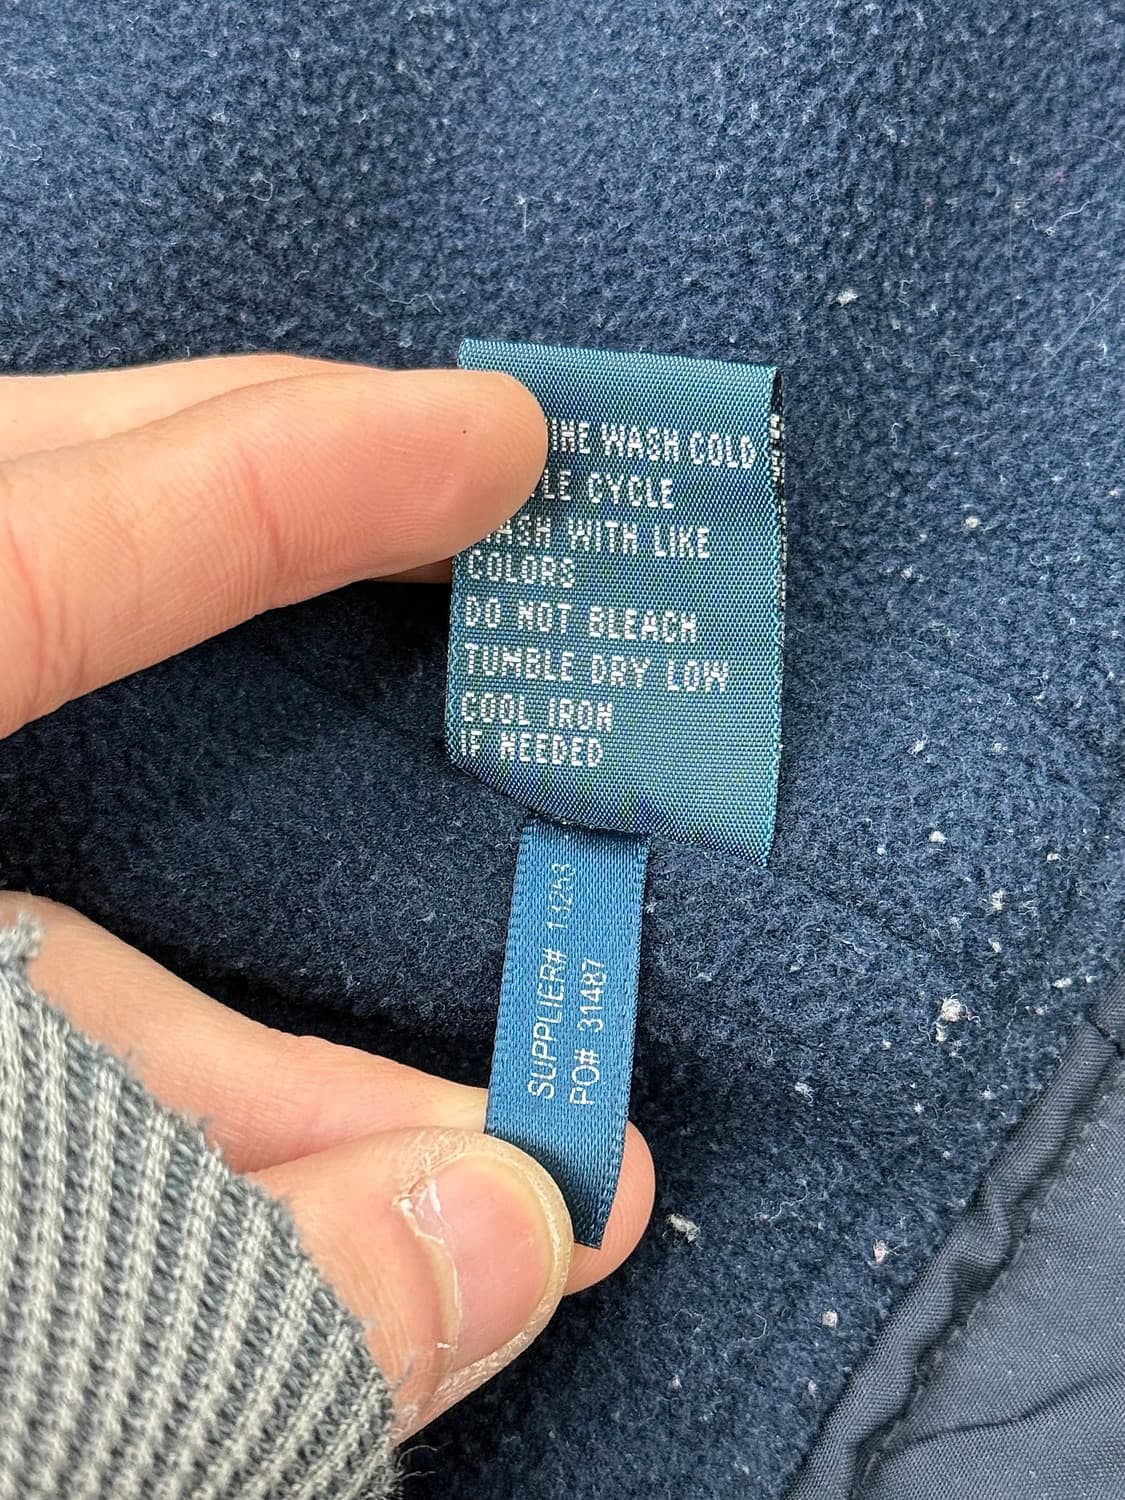 WASH COLD
CYCLE
WITH LIKE
COLORS
DO NOT BLEACH
TUMBLE DRY LOW
COOL IRON
IF NEEDED
SUPPLIER# 11253
PO# 31487